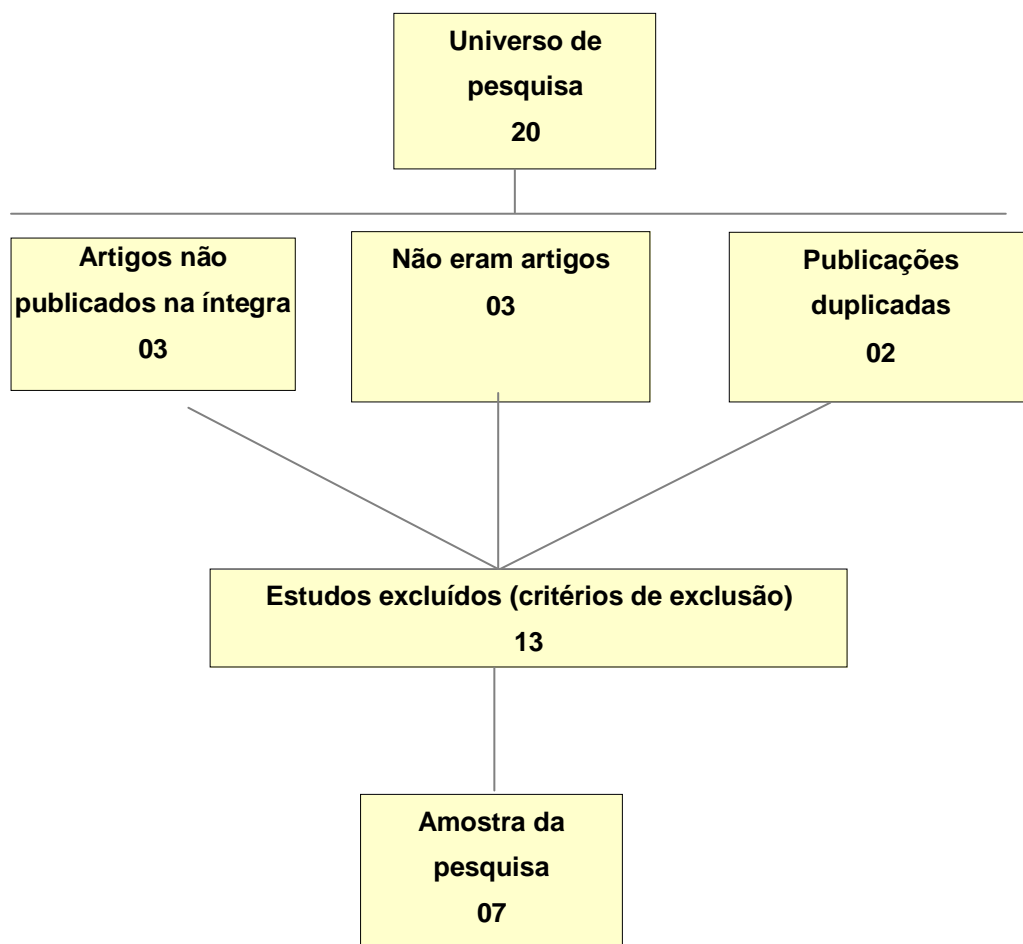 Universo de
pesquisa
20
Artigos não
publicados na íntegra
03
Não eram artigos
03
Publicações
duplicadas
02
Estudos excluídos (critérios de exclusão)
13
Amostra da
pesquisa
07